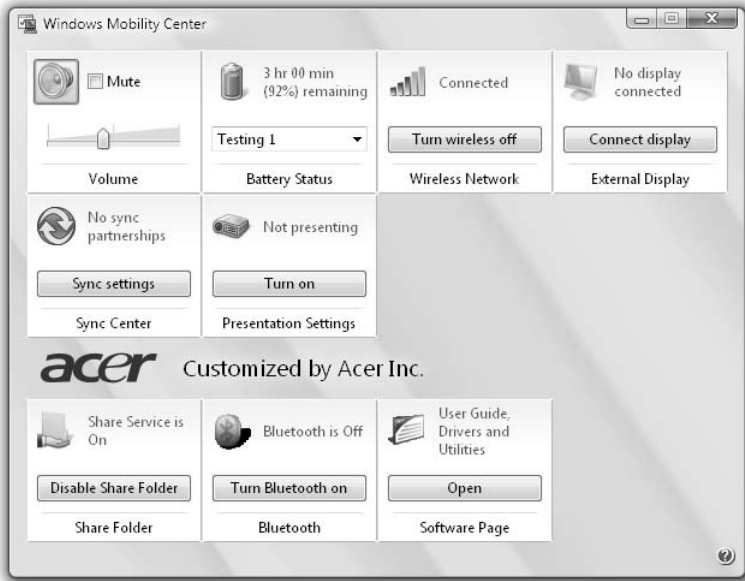 Windows Mobility Center
Mute
Volume
3 hr 00 min
(92%) remaining
Testing 1
Battery Status
Connected
Turn wireless off
Wireless Network
No display
connected
Connect display
External Display
No sync
partnerships
Sync settings
Sync Center
Not presenting
Turn on
Presentation Settings
acer Customized by Acer Inc.
Share Service is
On
Disable Share Folder
Share Folder
Bluetooth is Off
Turn Bluetooth on
Bluetooth
User Guide,
Drivers and
Utilities
Open
Software Page